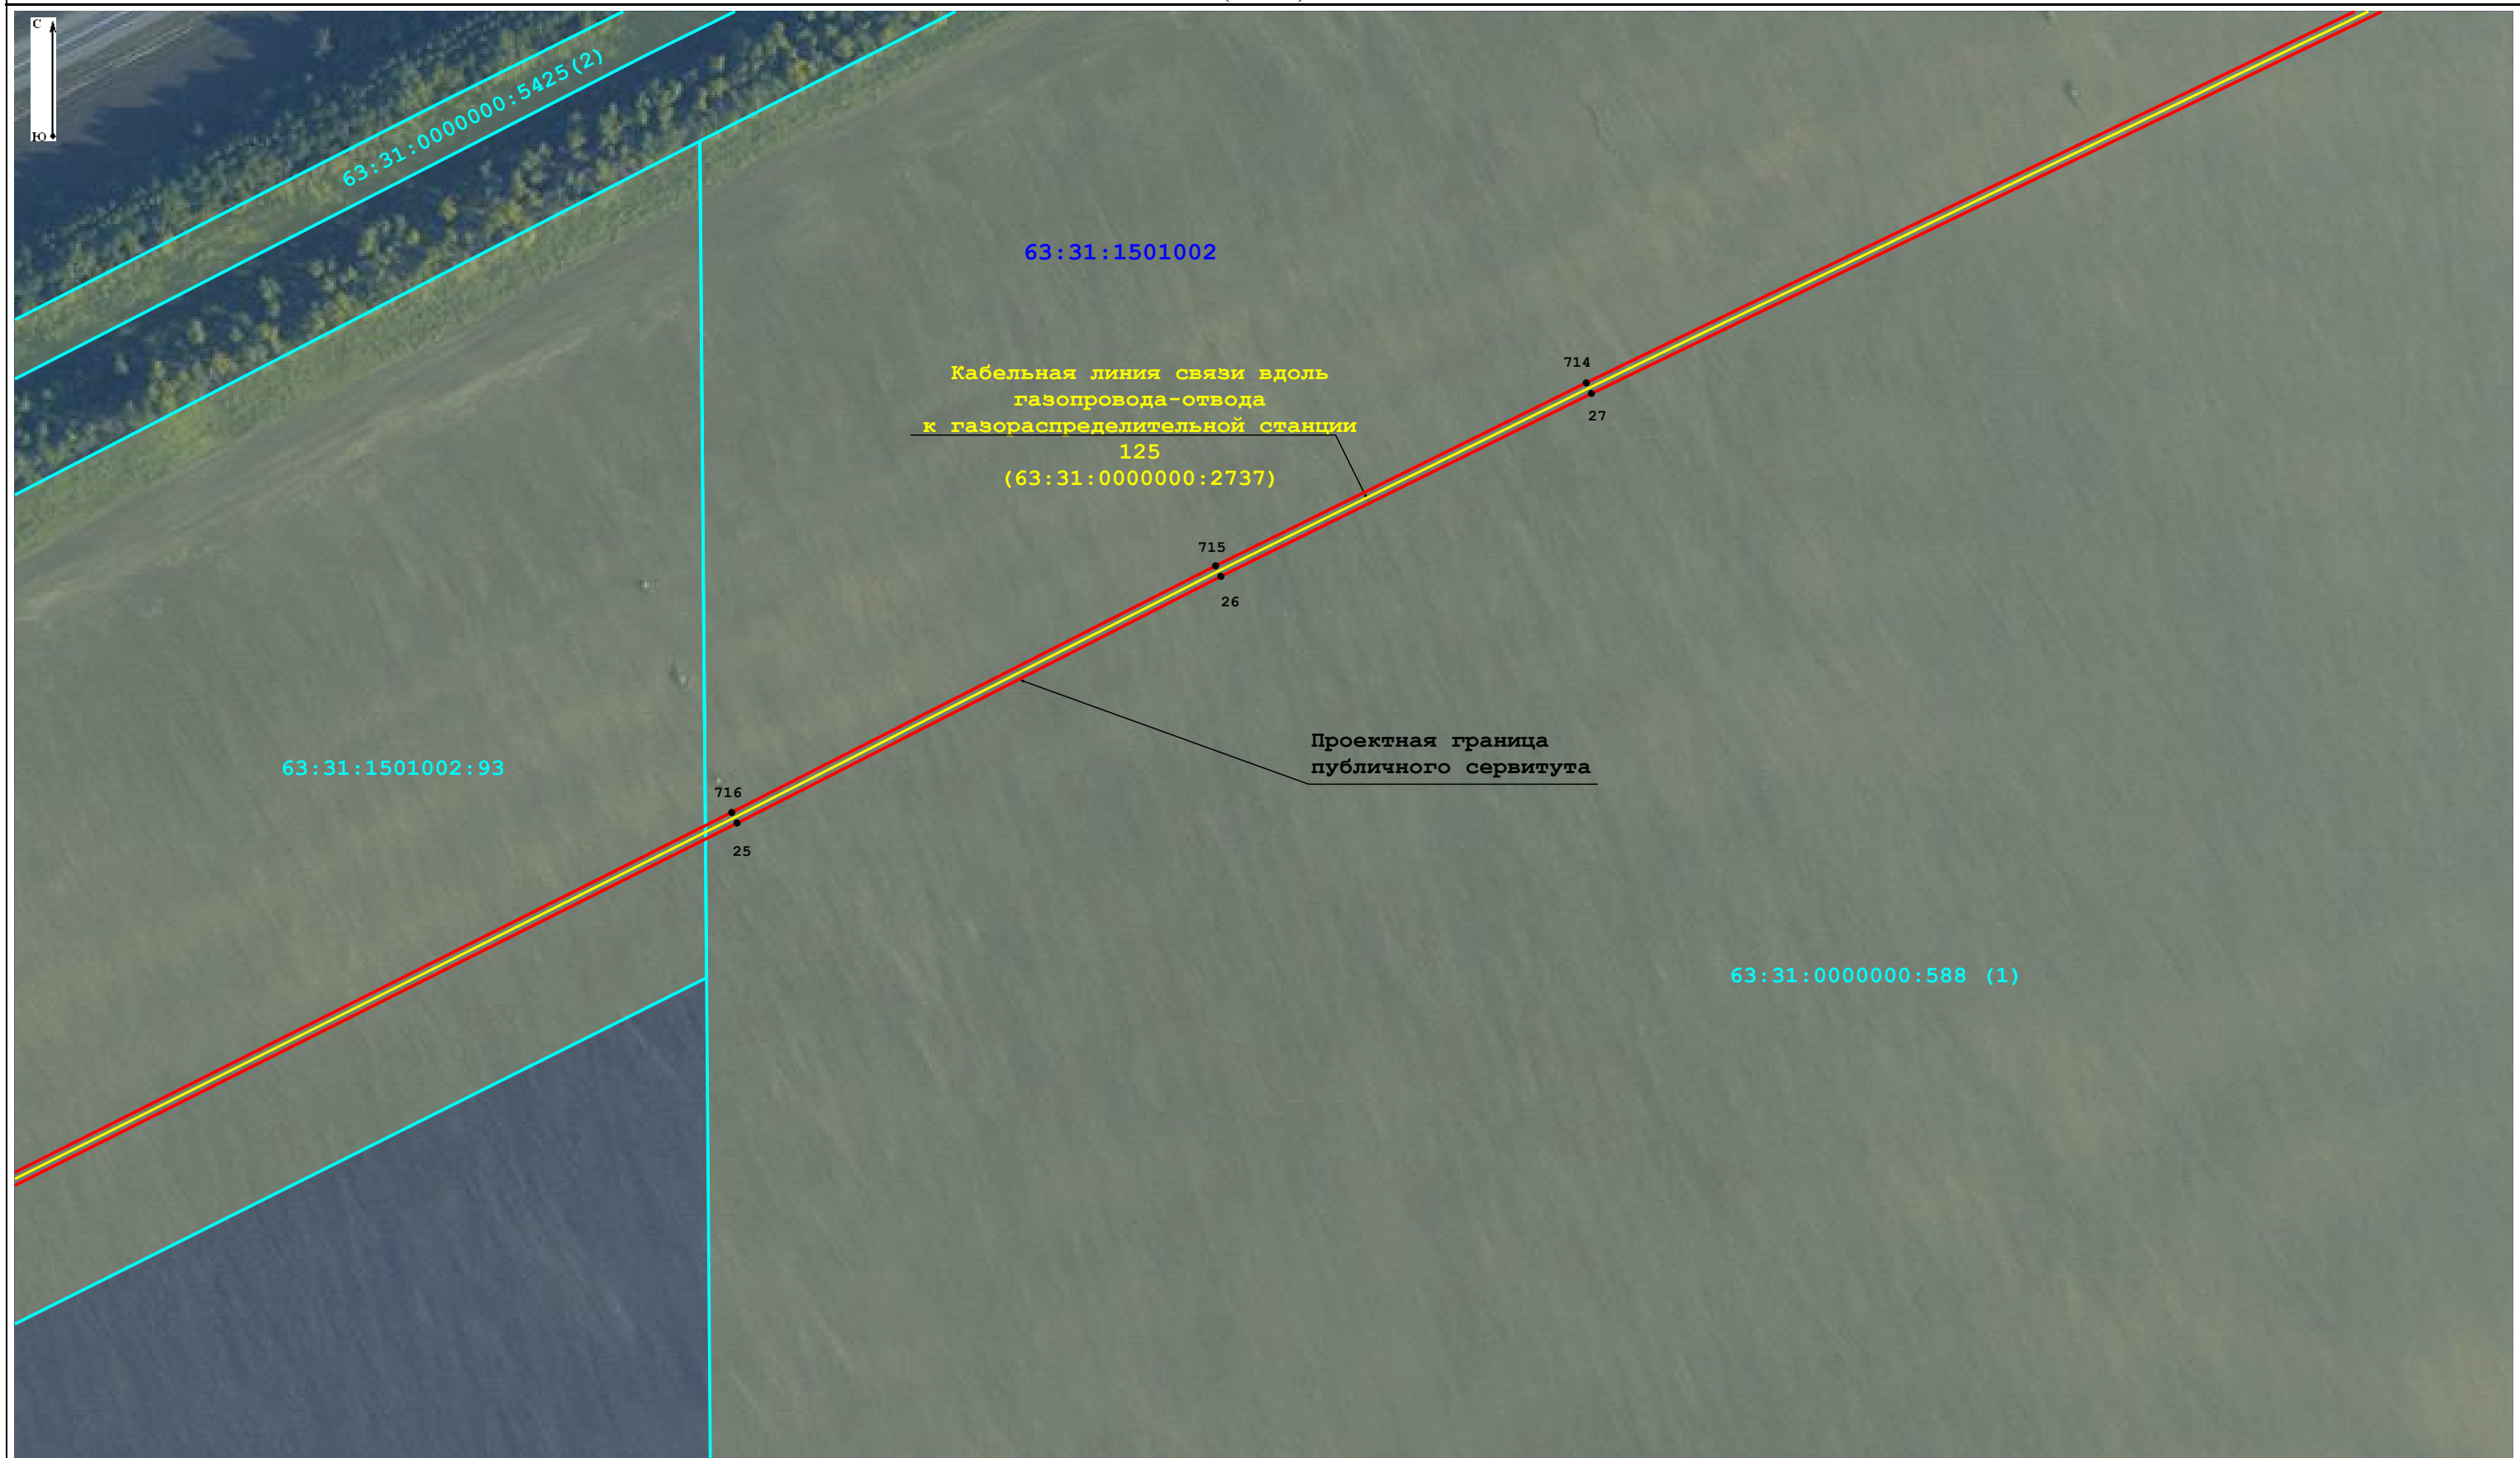 С
Ю
63:31:0000000:5425(2)
63:31:1501002
Кабельная линия связи вдоль
газопровода-отвода
к газораспределительной станции
125
(63:31:0000000:2737)
714
27
715
26
Проектная граница
публичного сервитута
63:31:1501002:93
716
25
63:31:0000000:588 (1)